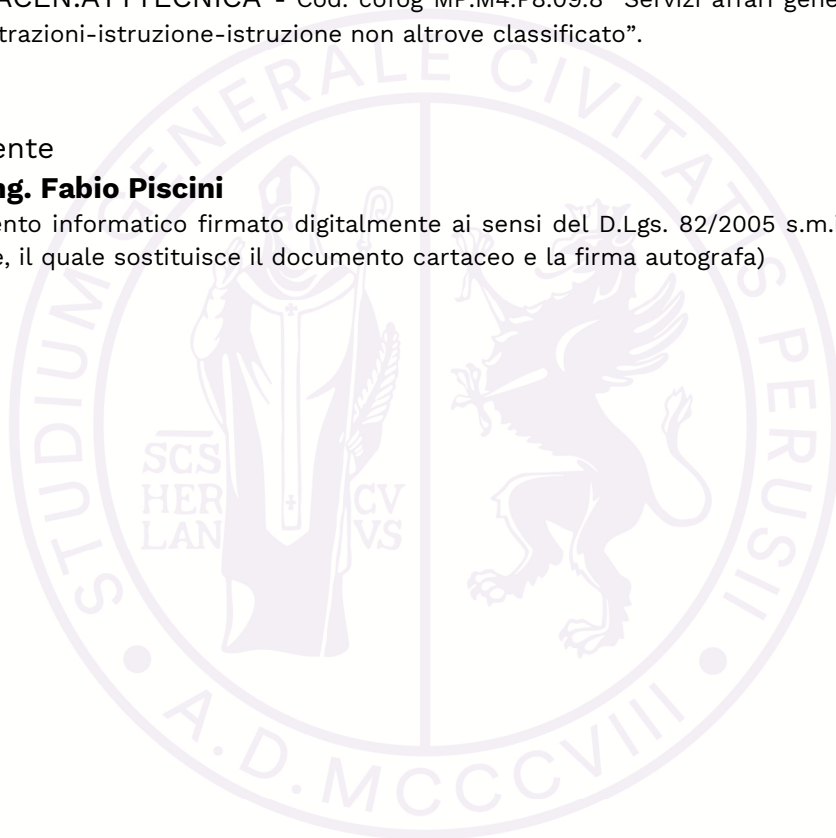 ACEN.ATTTECNICA - Cod. cofog MP.M4.P8.09.8 "Servizi affari gene
trazioni-istruzione-istruzione non altrove classificato”.
ente
ng. Fabio Piscini
ento informatico firmato digitalmente ai sensi del D.Lgs. 82/2005 s.m.i
e, il quale sostituisce il documento cartaceo e la firma autografa)
STUDIUM GENERALE CIVITATIS PERUSII
SCS
HER
LAN
CV
VS
A.D. MCCCVIII